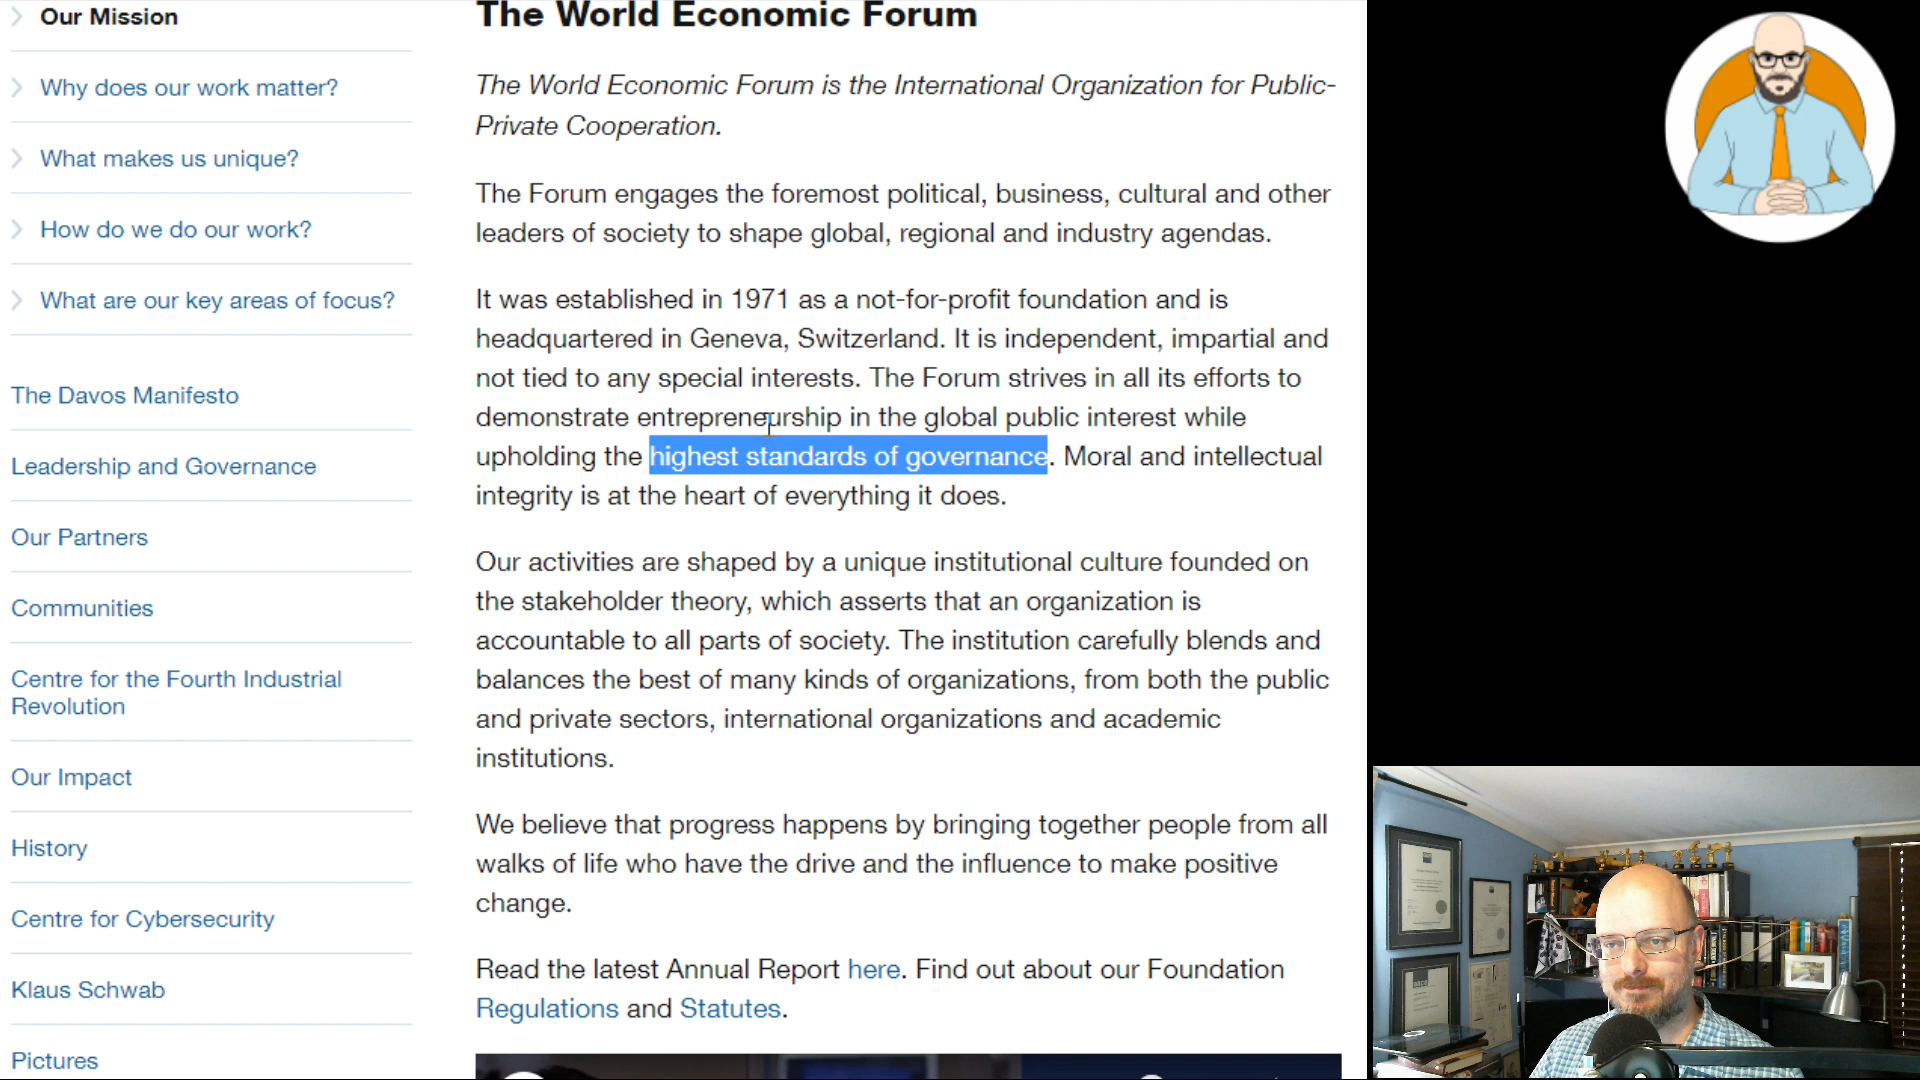 Our Mission
Why does our work matter?
What makes us unique?
How do we do our work?
What are our key areas of focus?
The Davos Manifesto
Leadership and Governance
Our Partners
Communities
Centre for the Fourth Industrial
Revolution
Our Impact
History
Centre for Cybersecurity
Klaus Schwab
Pictures
The World Economic Forum
The World Economic Forum is the International Organization for Public-
Private Cooperation.
The Forum engages the foremost political, business, cultural and other
leaders of society to shape global, regional and industry agendas.
It was established in 1971 as a not-for-profit foundation and is
headquartered in Geneva, Switzerland. It is independent, impartial and
not tied to any special interests. The Forum strives in all its efforts to
demonstrate entrepreneurship in the global public interest while
upholding the highest standards of governance. Moral and intellectual
integrity is at the heart of everything it does.
Our activities are shaped by a unique institutional culture founded on
the stakeholder theory, which asserts that an organization is
accountable to all parts of society. The institution carefully blends and
balances the best of many kinds of organizations, from both the public
and private sectors, international organizations and academic
institutions.
We believe that progress happens by bringing together people from all
walks of life who have the drive and the influence to make positive
change.
Read the latest Annual Report here. Find out about our Foundation
Regulations and Statutes.